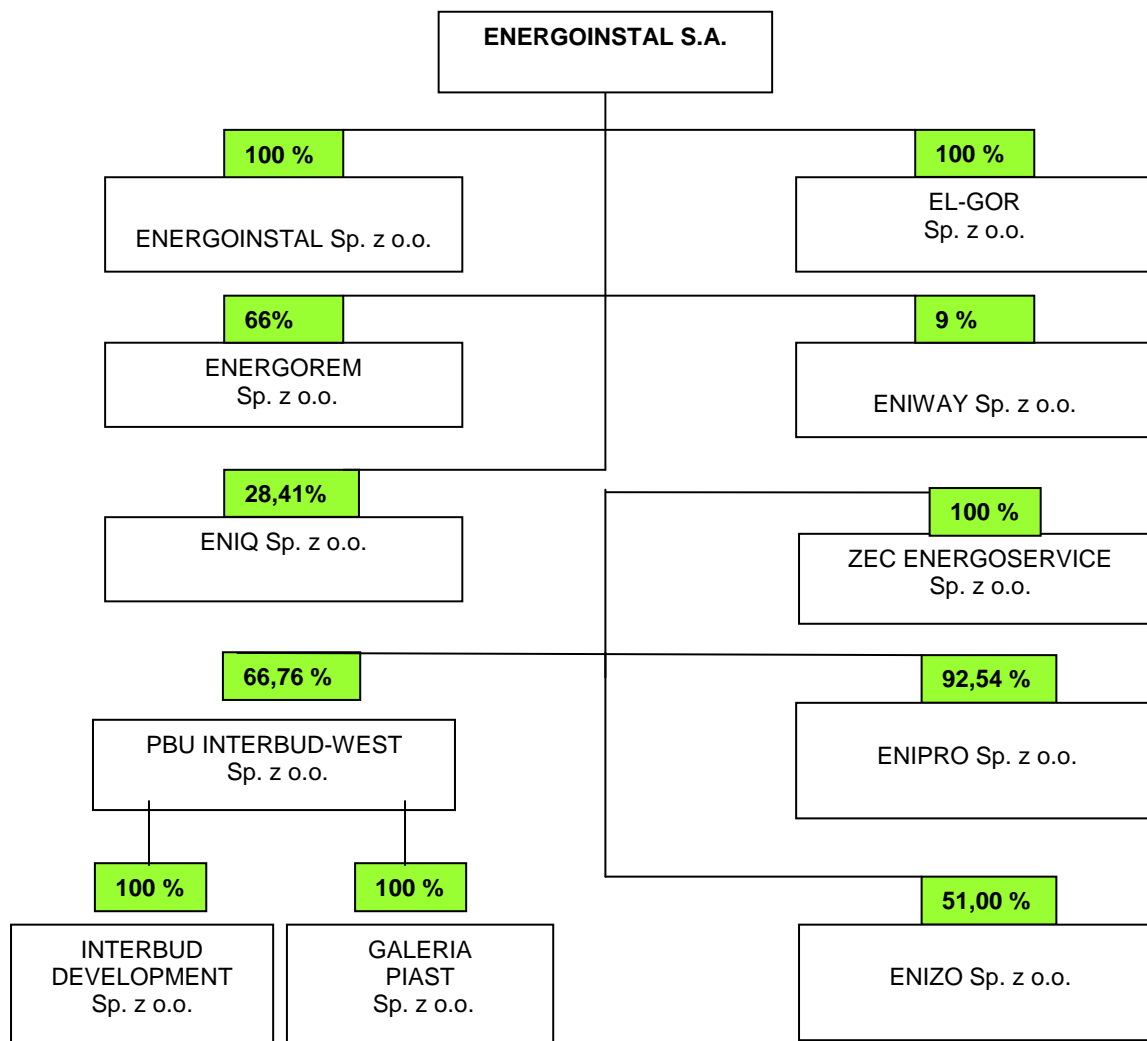 ENERGOINSTAL S.A.
100 %
100 %
ENERGOINSTAL Sp. z o.o.
EL-GOR
Sp. z o.o.
66%
9 %
ENERGOREM
Sp. z o.o.
ENIWAY Sp. z o.o.
28,41%
100 %
ENIQ Sp. z o.o.
ZEC ENERGOSERVICE
Sp. z o.o.
66,76 %
92,54 %
PBU INTERBUD-WEST
Sp. z o.o.
ENIPRO Sp. z o.o.
100 %
100 %
51,00 %
INTERBUD
DEVELOPMENT
Sp. z o.o.
GALERIA
PIAST
Sp. z o.o.
ENIZO Sp. z o.o.